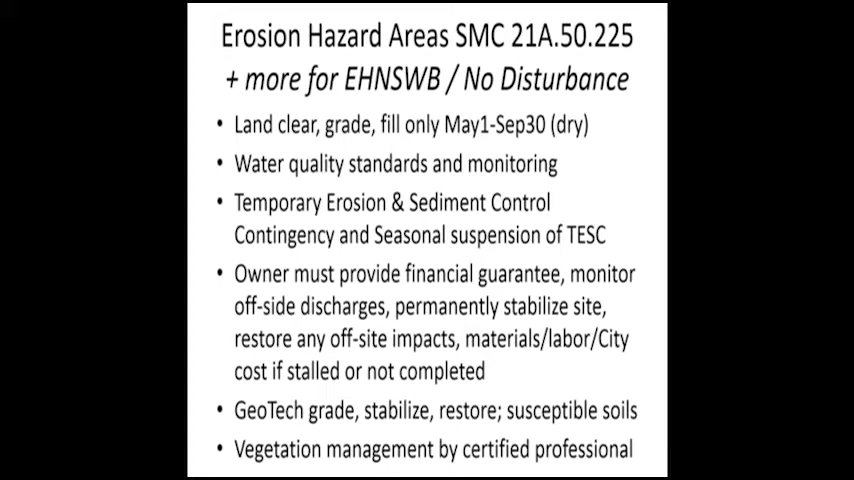 Erosion Hazard Areas SMC 21A.50.225
+ more for EHNSWB / No Disturbance
• Land clear, grade, fill only May1-Sep30 (dry)
• Water quality standards and monitoring
• Temporary Erosion & Sediment Control
Contingency and Seasonal suspension of TESC
• Owner must provide financial guarantee, monitor
off-side discharges, permanently stabilize site,
restore any off-site impacts, materials/labor/City
cost if stalled or not completed
• GeoTech grade, stabilize, restore; susceptible soils
• Vegetation management by certified professional